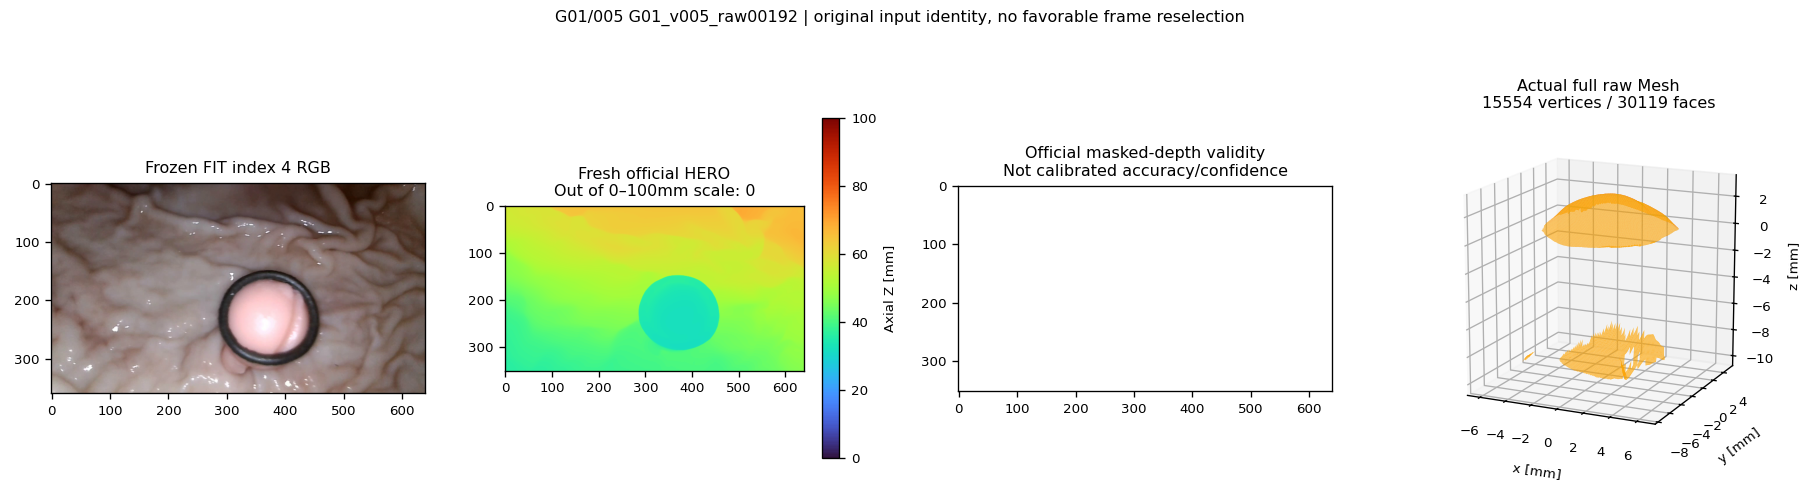 G01/005 G01_v005_raw00192 | original input identity, no favorable frame reselection
Frozen FIT index 4 RGB
0
100
200
300
0 100 200 300 400 500 600
Fresh official HERO
Out of 0–100mm scale: 0
0
100
200
300
0 100 200 300 400 500 600
100
80
60
40
20
0
Axial Z [mm]
Official masked-depth validity
Not calibrated accuracy/confidence
0
100
200
300
0 100 200 300 400 500 600
Actual full raw Mesh
15554 vertices / 30119 faces
2
0
−2
−4
−6
−8
−10
z [mm]
−6 −4 −2 0 2 4 6
x [mm]
−8 −6 −4 −2 0 2 4
y [mm]